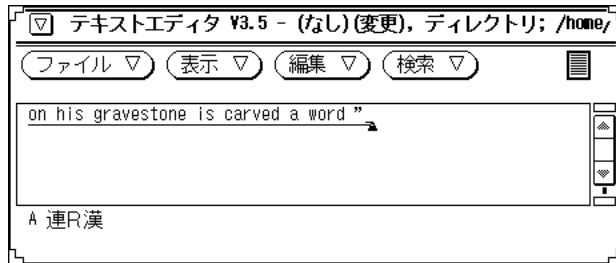 テキストエディタ V3.5 - (なし)(変更), ディレクトリ; /home/
ファイル 表示 編集 検索
on his gravestone is carved a word ”
A 連R漢